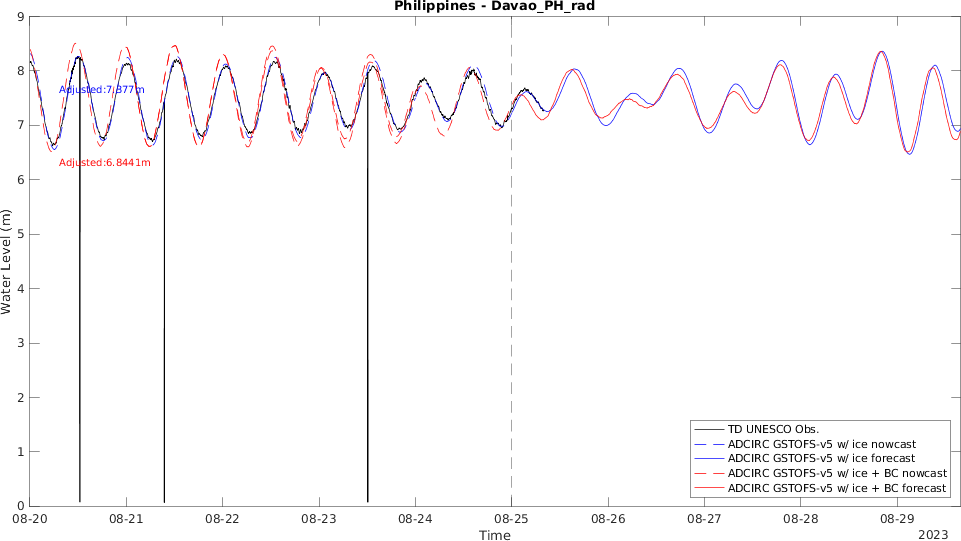 Philippines - Davao_PH_rad
9
8
7
6
5
4
3
2
1
0
Water Level (m)
Adjusted:7.377m
Adjusted:6.8441m
TD UNESCO Obs.
ADCIRC GSTOFS-v5 w/ ice nowcast
ADCIRC GSTOFS-v5 w/ ice forecast
ADCIRC GSTOFS-v5 w/ ice + BC nowcast
ADCIRC GSTOFS-v5 w/ ice + BC forecast
08-20 08-21 08-22 08-23 08-24 08-25 08-26 08-27 08-28 08-29
Time
2023